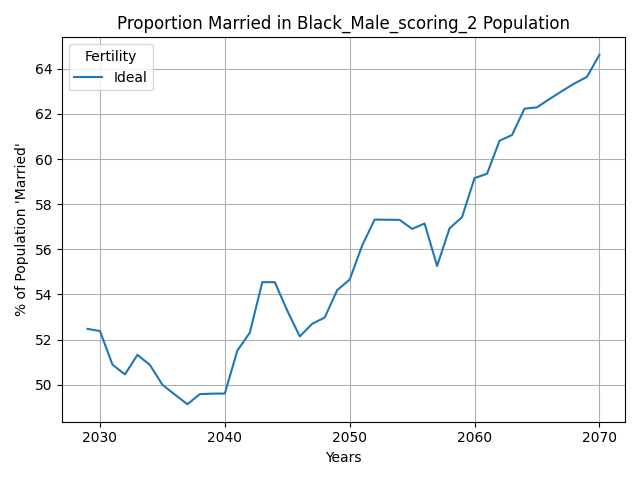 Proportion Married in Black_Male_scoring_2 Population
Fertility
Ideal
% of Population 'Married'
64
62
60
58
56
54
52
50
2030 2040 2050 2060 2070
Years